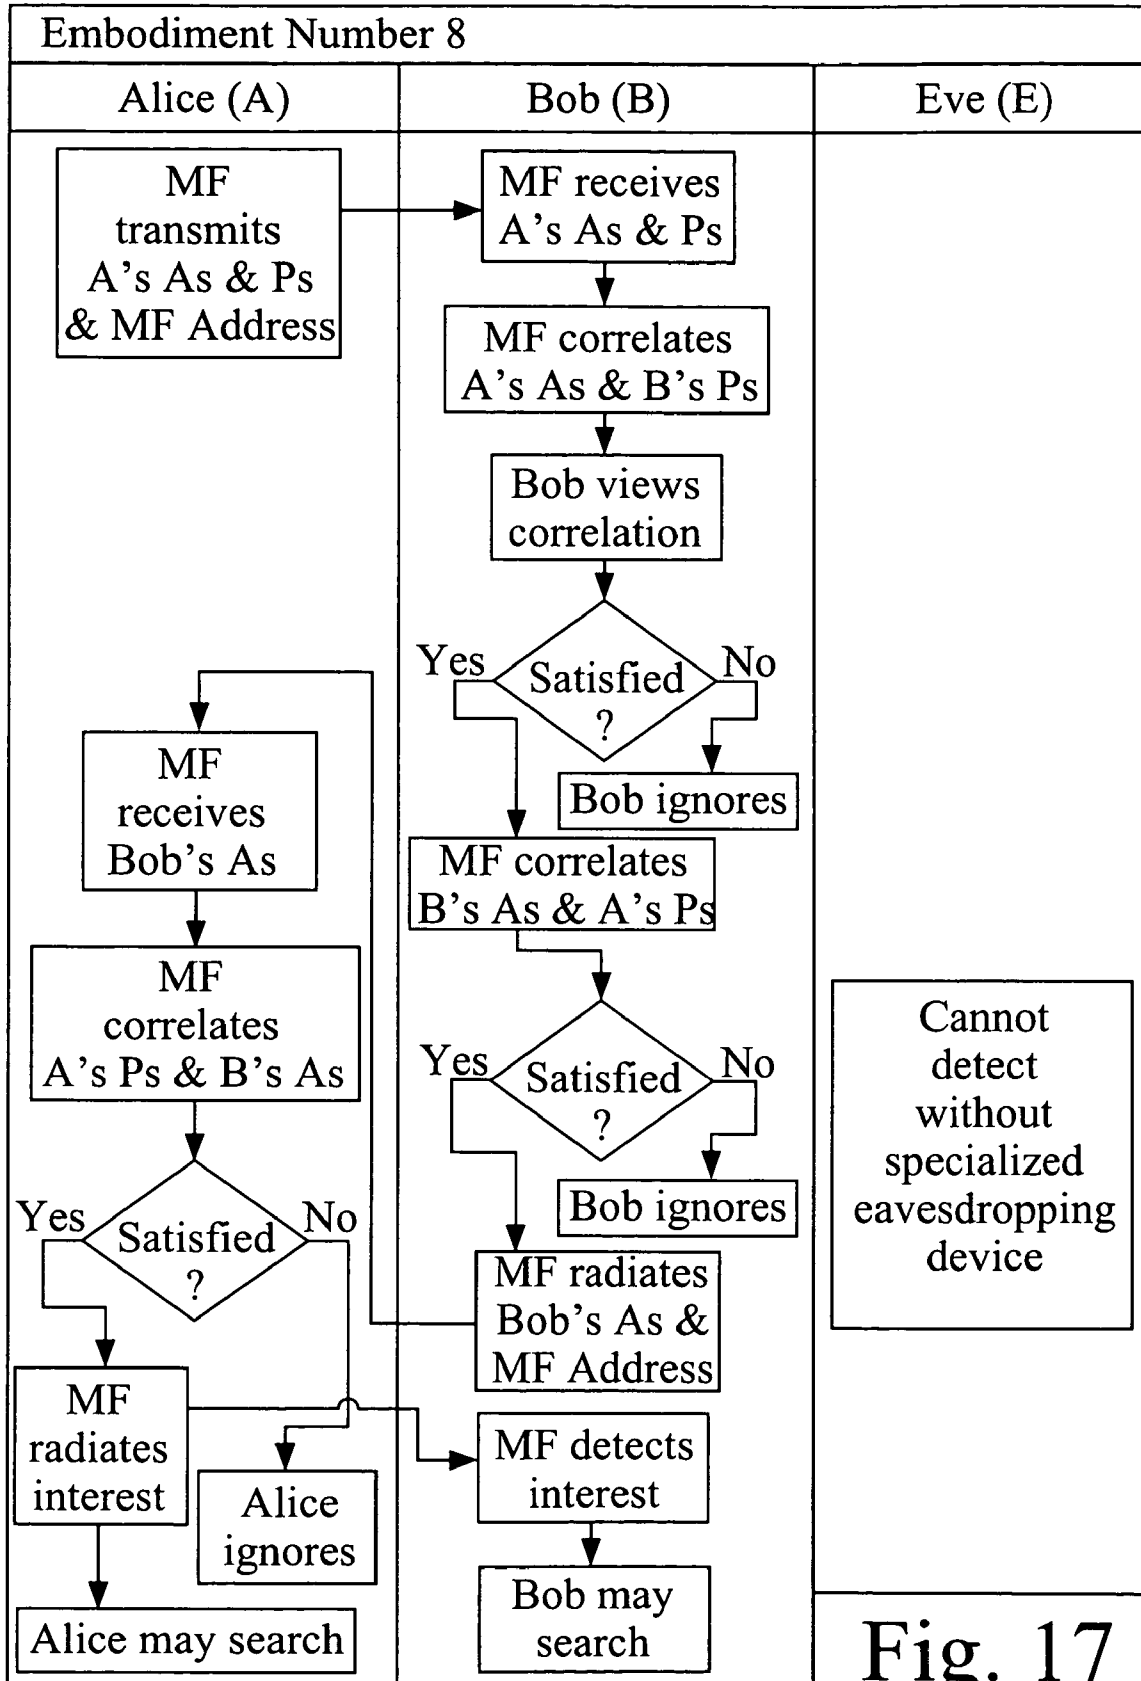 Embodiment Number 8
Alice (A)
Bob (B)
Eve (E)
MF
transmits
A's As & Ps
& MF Address
MF receives
A's As & Ps
MF correlates
A's As & B's Ps
Bob views
correlation
Yes
Satisfied
?
No
Bob ignores
MF correlates
B's As & A's Ps
Yes
Satisfied
?
No
Bob ignores
MF radiates
Bob's As &
MF Address
MF
receives
Bob's As
MF
correlates
A's Ps & B's As
Yes
Satisfied
?
No
MF
radiates
interest
Alice
ignores
Alice may search
MF detects
interest
Bob may
search
Cannot
detect
without
specialized
eavesdropping
device
Fig. 17